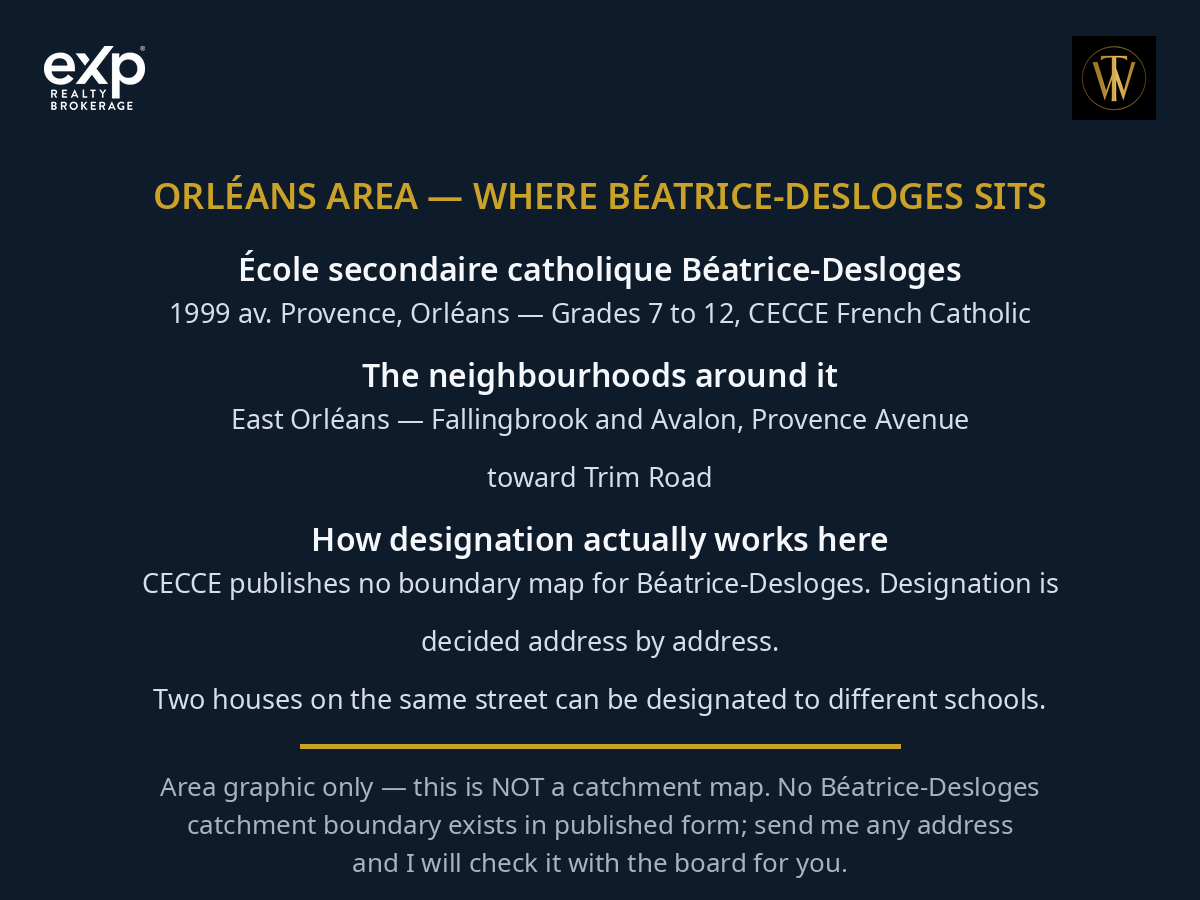 eXp®
REALTY
BROKERAGE
TW
ORLÉANS AREA — WHERE BÉATRICE-DESLOGES SITS
École secondaire catholique Béatrice-Desloges
1999 av. Provence, Orléans — Grades 7 to 12, CECCE French Catholic
The neighbourhoods around it
East Orléans — Fallingbrook and Avalon, Provence Avenue
toward Trim Road
How designation actually works here
CECCE publishes no boundary map for Béatrice-Desloges. Designation is
decided address by address.
Two houses on the same street can be designated to different schools.
Area graphic only — this is NOT a catchment map. No Béatrice-Desloges
catchment boundary exists in published form; send me any address
and I will check it with the board for you.